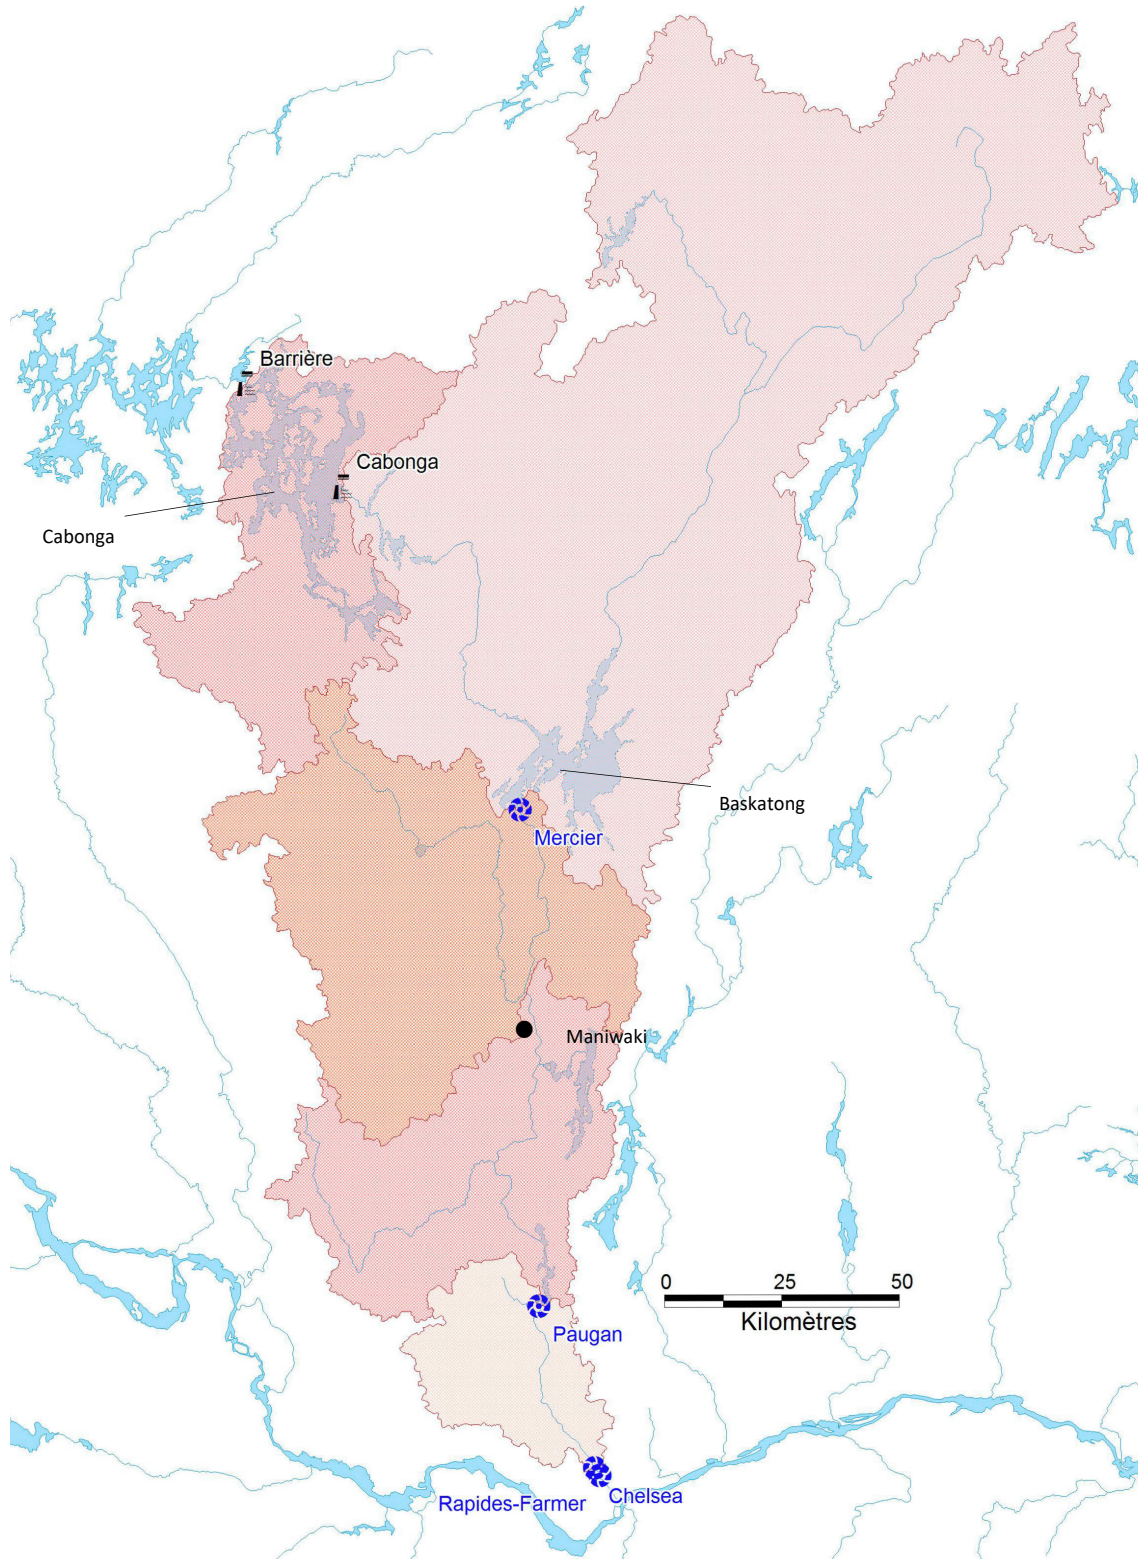 Barrière
Cabonga
Cabonga
Baskatong
Mercier
Maniwaki
0 25 50
Kilomètres
Paugan
Chelsea
Rapides-Farmer